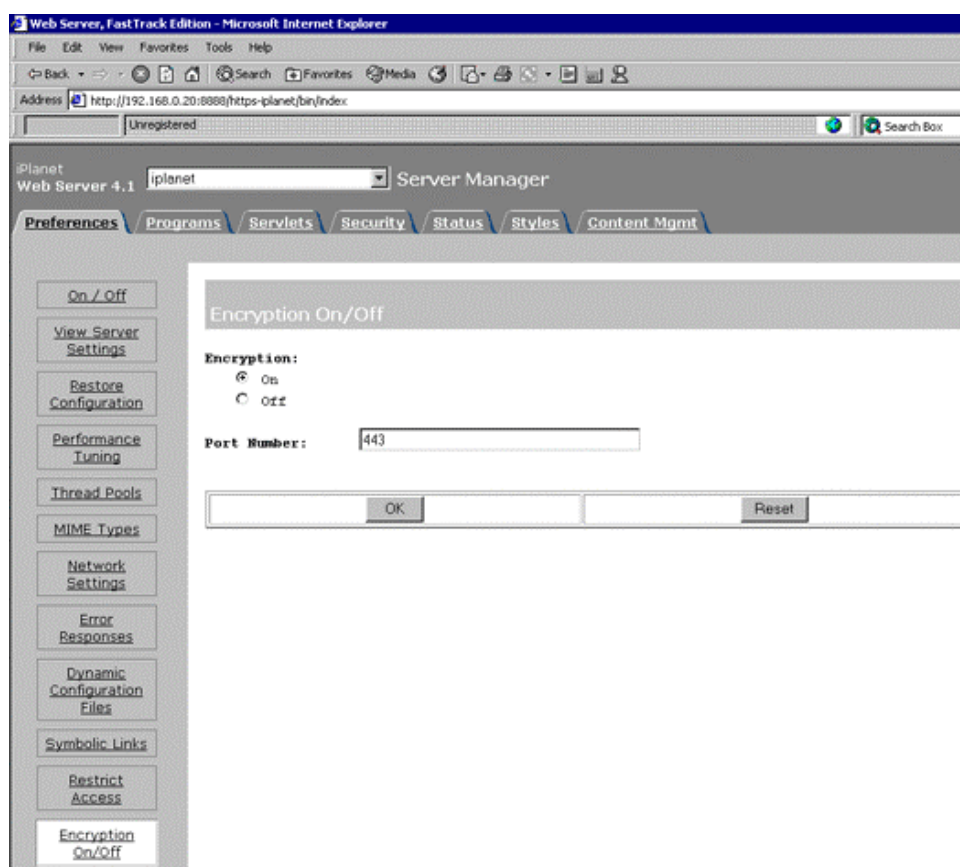 Web Server, FastTrack Edition - Microsoft Internet Explorer
File Edit View Favorites Tools Help
Back Search Favorites Media
Address http://192.168.0.20:8888/https-iplanet/bin/index
Unregistered Search Box
iPlanet
Web Server 4.1 iplanet Server Manager
Preferences Programs Servlets Security Status Styles Content Mgmt
On / Off
View Server
Settings
Restore
Configuration
Performance
Tuning
Thread Pools
MIME Types
Network
Settings
Error
Responses
Dynamic
Configuration
Files
Symbolic Links
Restrict
Access
Encryption
On/Off
Encryption On/Off
Encryption:
On
Off
Port Number: 443
OK Reset